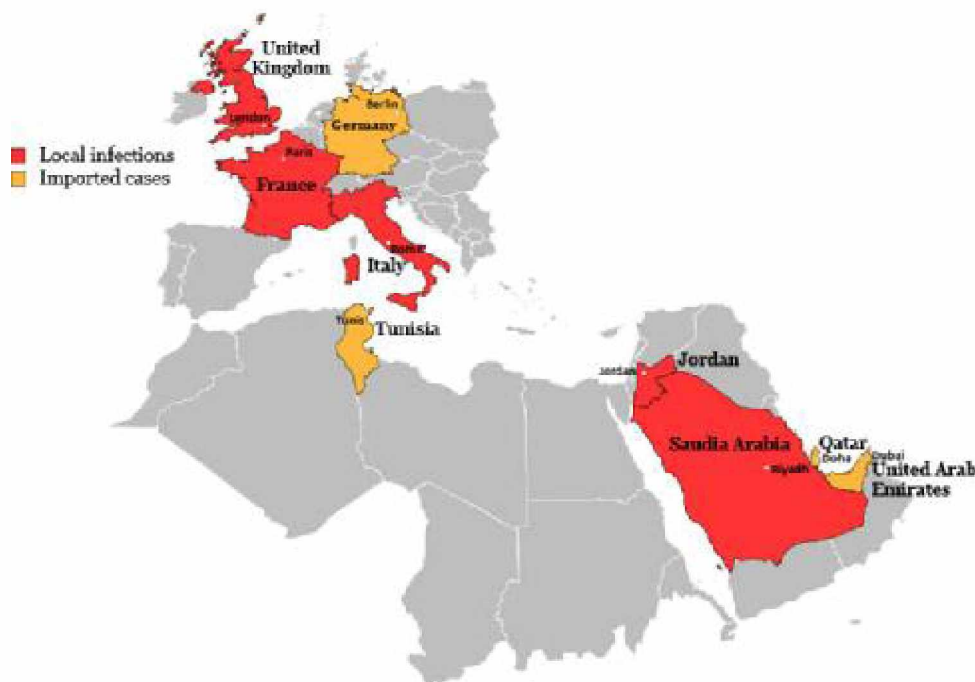 United
Kingdom
London
Berlin
Germany
Local infections
Imported cases
Paris
France
Rome
Italy
Tunis
Tunisia
Jordan
Jordan
Saudi Arabia
Riyadh
Qatar
Doha
Dubai
United Arab
Emirates